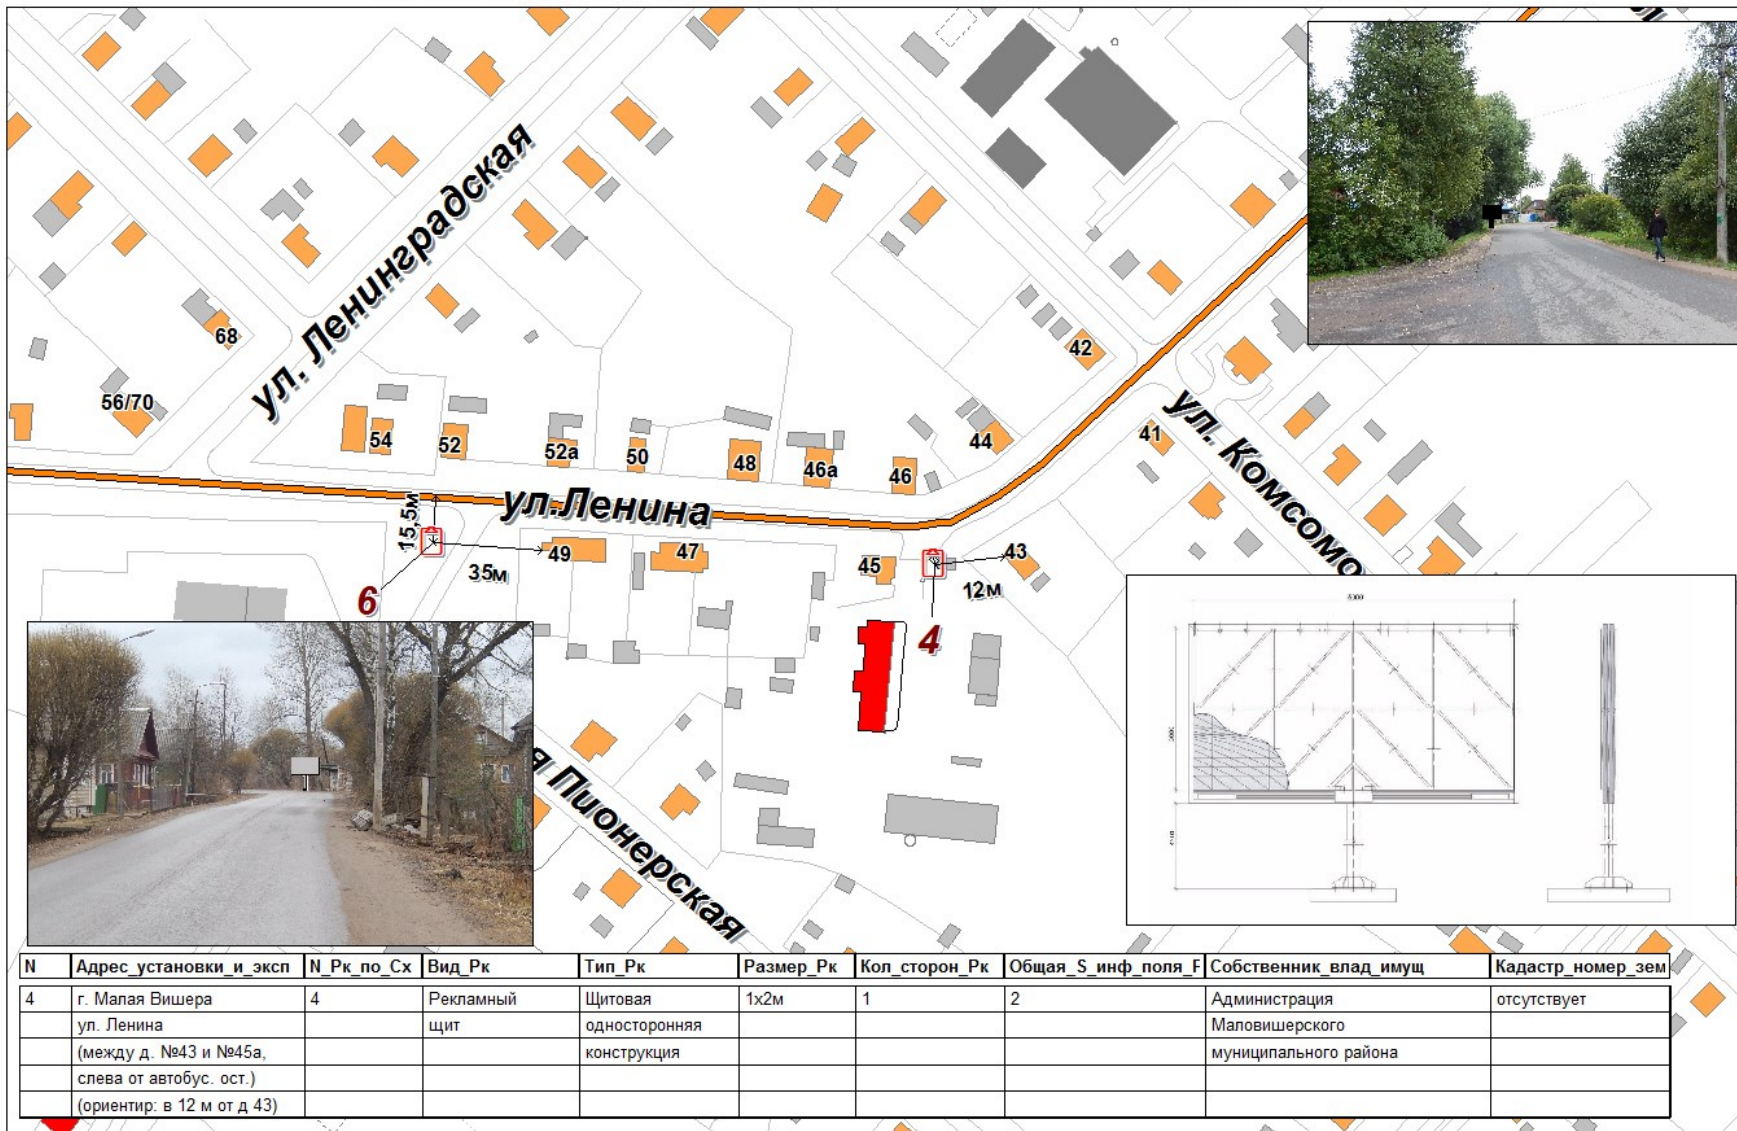 ул. Ленинградская
68
56/70
54
52
52а
50
48
46а
46
44
42
41
ул. Комсомо
ул.Ленина
15,5м
35м
49
47
45
43
12м
6
4
я Пионерская
N Адрес_установки_и_эксп N_Рк_по_Сх Вид_Рк Тип_Рк Размер_Рк Кол_сторон_Рк Общая_S_инф_поля_Г Собственник_влад_имущ Кадастр_номер_зем
4 г. Малая Вишера 4 Рекламный Щитовая 1х2м 1 2 Администрация отсутствует
ул. Ленина щит односторонняя Маловишерского
(между д. №43 и №45а, конструкция муниципального района
слева от автобус. ост.)
(ориентир: в 12 м от д 43)